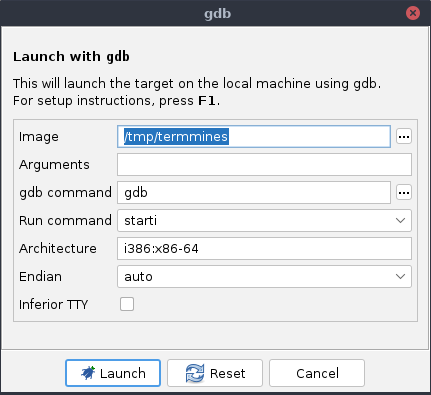 gdb
Launch with gdb
This will launch the target on the local machine using gdb.
For setup instructions, press F1.
Image /tmp/termmines ...
Arguments
gdb command gdb ...
Run command starti
Architecture i386:x86-64
Endian auto
Inferior TTY
Launch Reset Cancel